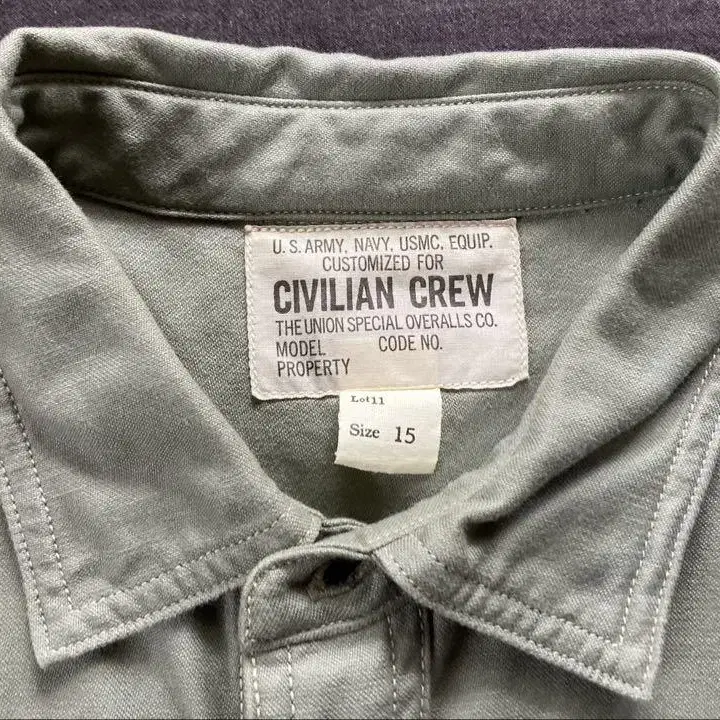 U. S. ARMY, NAVY, USMC. EQUIP.
CUSTOMIZED FOR
CIVILIAN CREW
THE UNION SPECIAL OVERALLS CO.
MODEL CODE NO.
PROPERTY
Lot11
Size 15